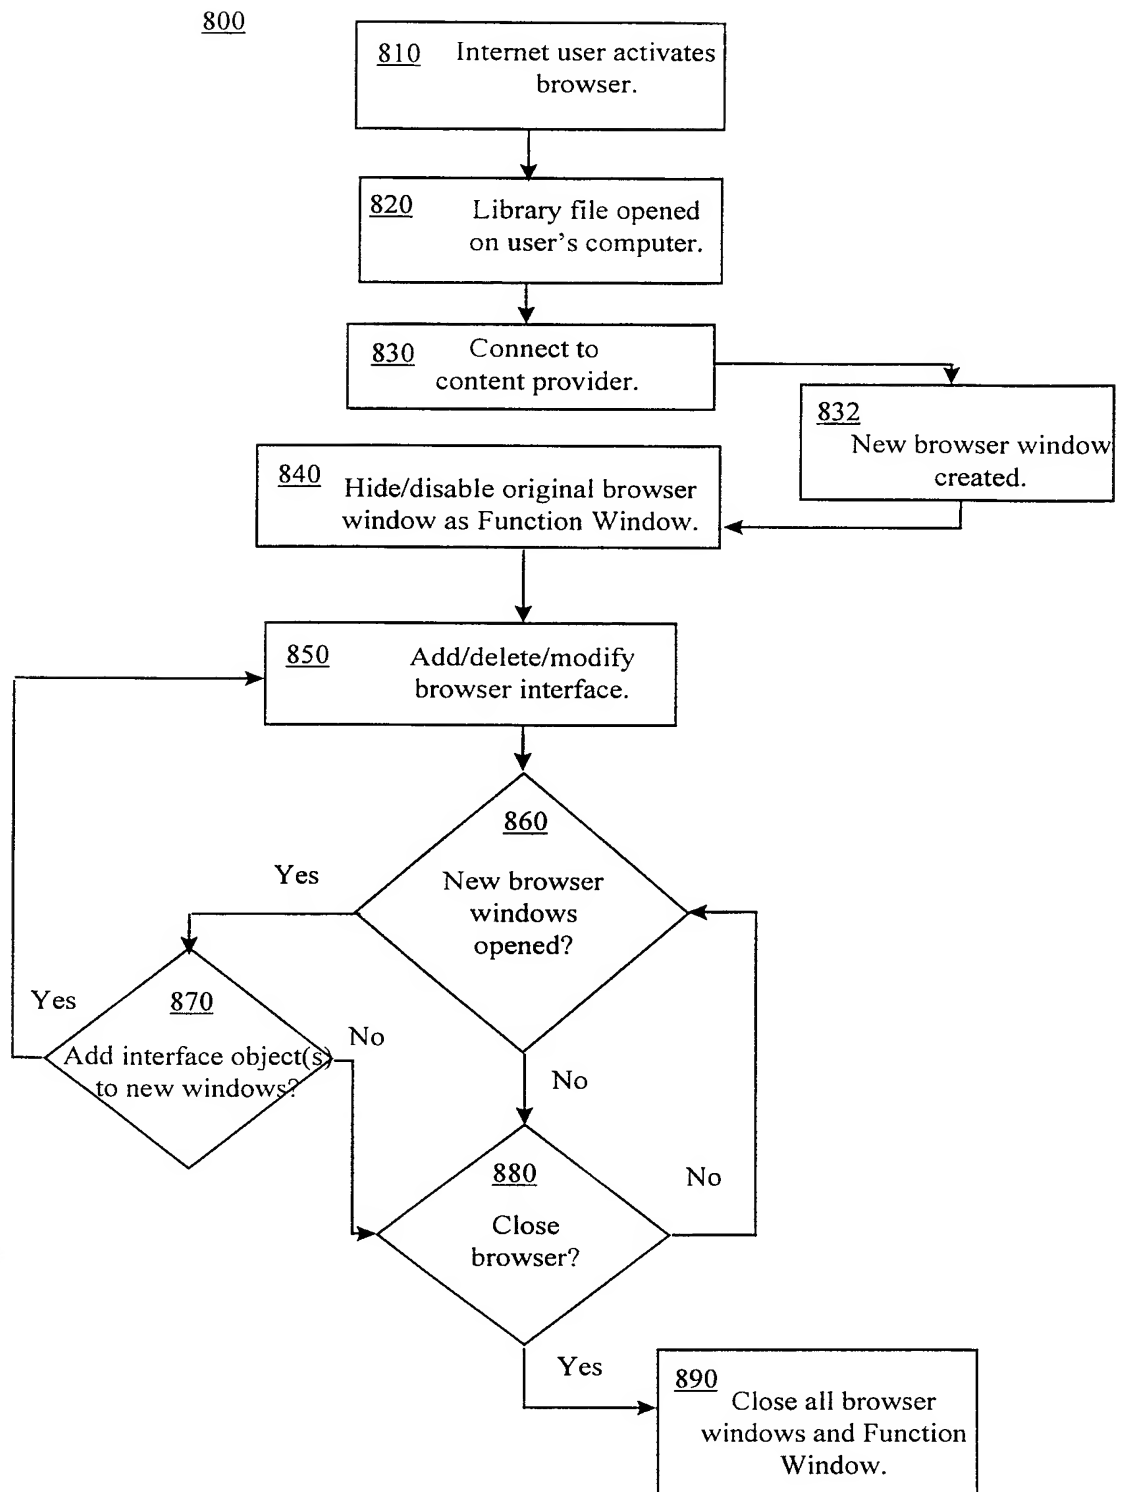 800
810 Internet user activates
browser.
820 Library file opened
on user's computer.
830 Connect to
content provider.
832
New browser window
created.
840
Hide/disable original browser
window as Function Window.
850 Add/delete/modify
browser interface.
860
Yes
New browser
windows
opened?
Yes
870
No
Add interface object(s)
to new windows?
No
880
No
Close
browser?
Yes
890
Close all browser
windows and Function
Window.